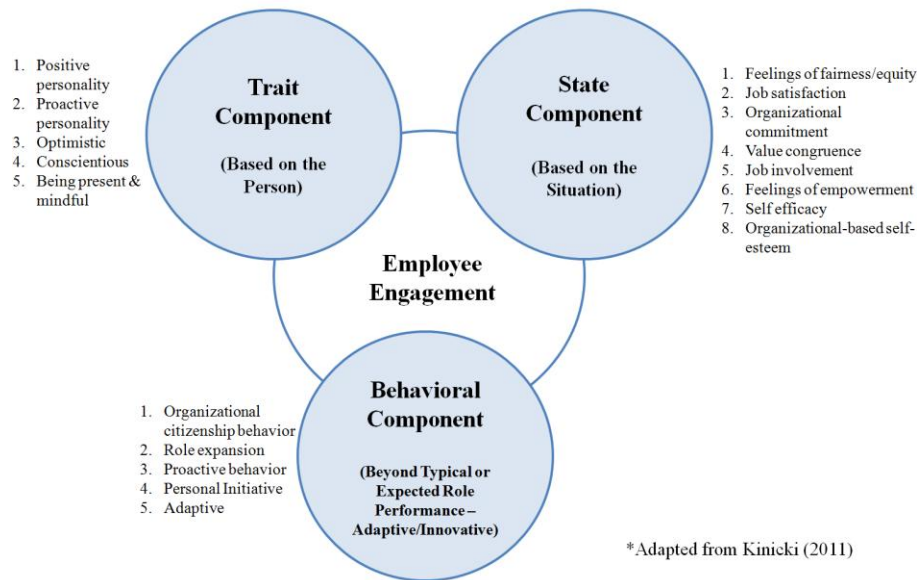 1. Positive
personality
2. Proactive
personality
3. Optimistic
4. Conscientious
5. Being present &
mindful
Trait
Component
(Based on the
Person)
State
Component
(Based on the
Situation)
1. Feelings of fairness/equity
2. Job satisfaction
3. Organizational
commitment
4. Value congruence
5. Job involvement
6. Feelings of empowerment
7. Self efficacy
8. Organizational-based self-
esteem
Employee
Engagement
1. Organizational
citizenship behavior
2. Role expansion
3. Proactive behavior
4. Personal Initiative
5. Adaptive
Behavioral
Component
(Beyond Typical or
Expected Role
Performance –
Adaptive/Innovative)
*Adapted from Kinicki (2011)